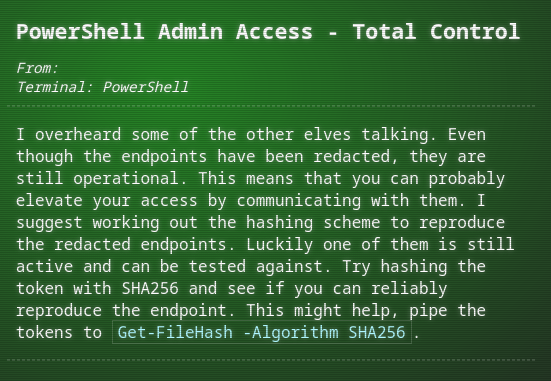 PowerShell Admin Access - Total Control
From:
Terminal: PowerShell
I overheard some of the other elves talking. Even
though the endpoints have been redacted, they are
still operational. This means that you can probably
elevate your access by communicating with them. I
suggest working out the hashing scheme to reproduce
the redacted endpoints. Luckily one of them is still
active and can be tested against. Try hashing the
token with SHA256 and see if you can reliably
reproduce the endpoint. This might help, pipe the
tokens to Get-FileHash -Algorithm SHA256.